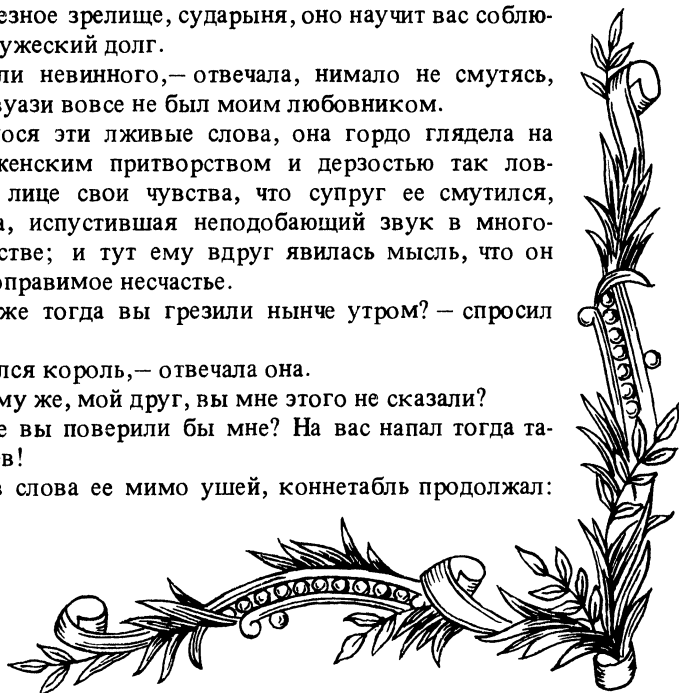 езное зрелище, сударыня, оно научит вас соблю-
ужеский долг.
ли невинного,— отвечала, нимало не смутясь,
вуази вовсе не был моим любовником.
ося эти лживые слова, она гордо глядела на
женским притворством и дерзостью так лов-
лице свои чувства, что супруг ее смутился,
а, испустившая неподобающий звук в много-
стве; и тут ему вдруг явилась мысль, что он
оправимое несчастье.
же тогда вы грезили нынче утром? — спросил
лся король,— отвечала она.
му же, мой друг, вы мне этого не сказали?
е вы поверили бы мне? На вас напал тогда та-
в!
в слова ее мимо ушей, коннетабль продолжал: